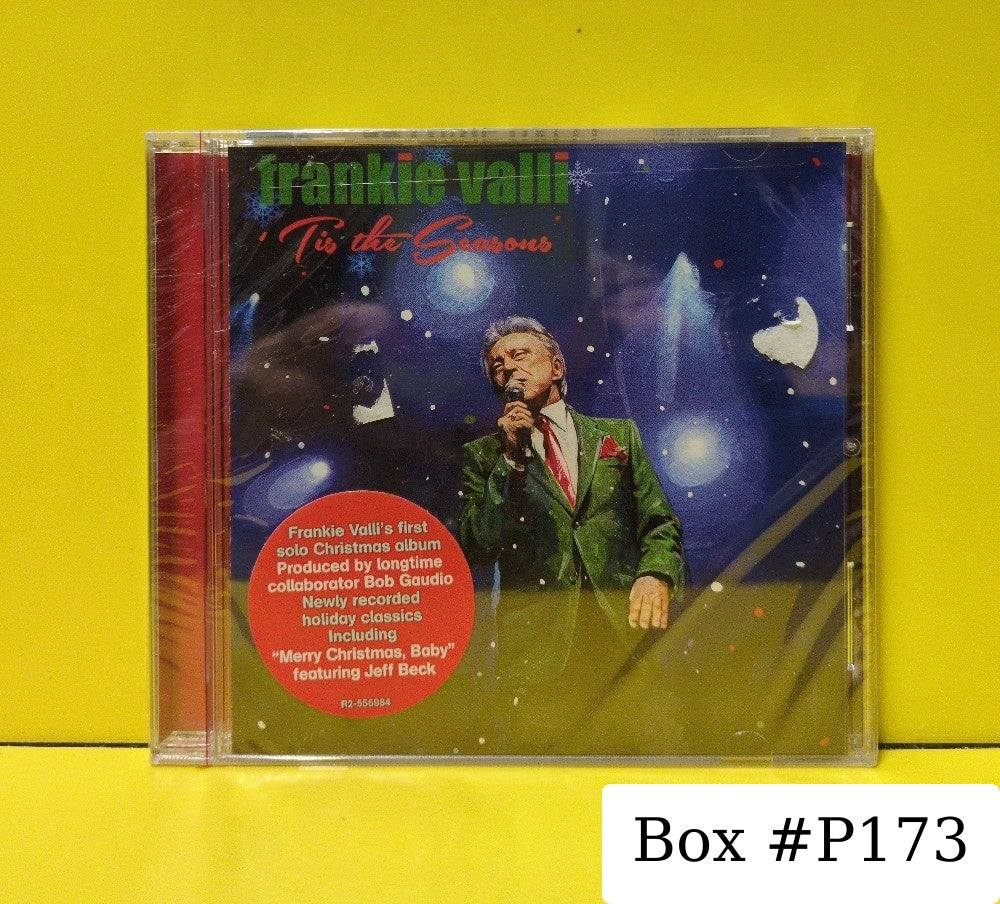 frankie valli
'Tis the Seasons
Frankie Valli's first
solo Christmas album
Produced by longtime
collaborator Bob Gaudio
Newly recorded
holiday classics
Including
"Merry Christmas, Baby"
featuring Jeff Beck
R2-556984
Box #P173